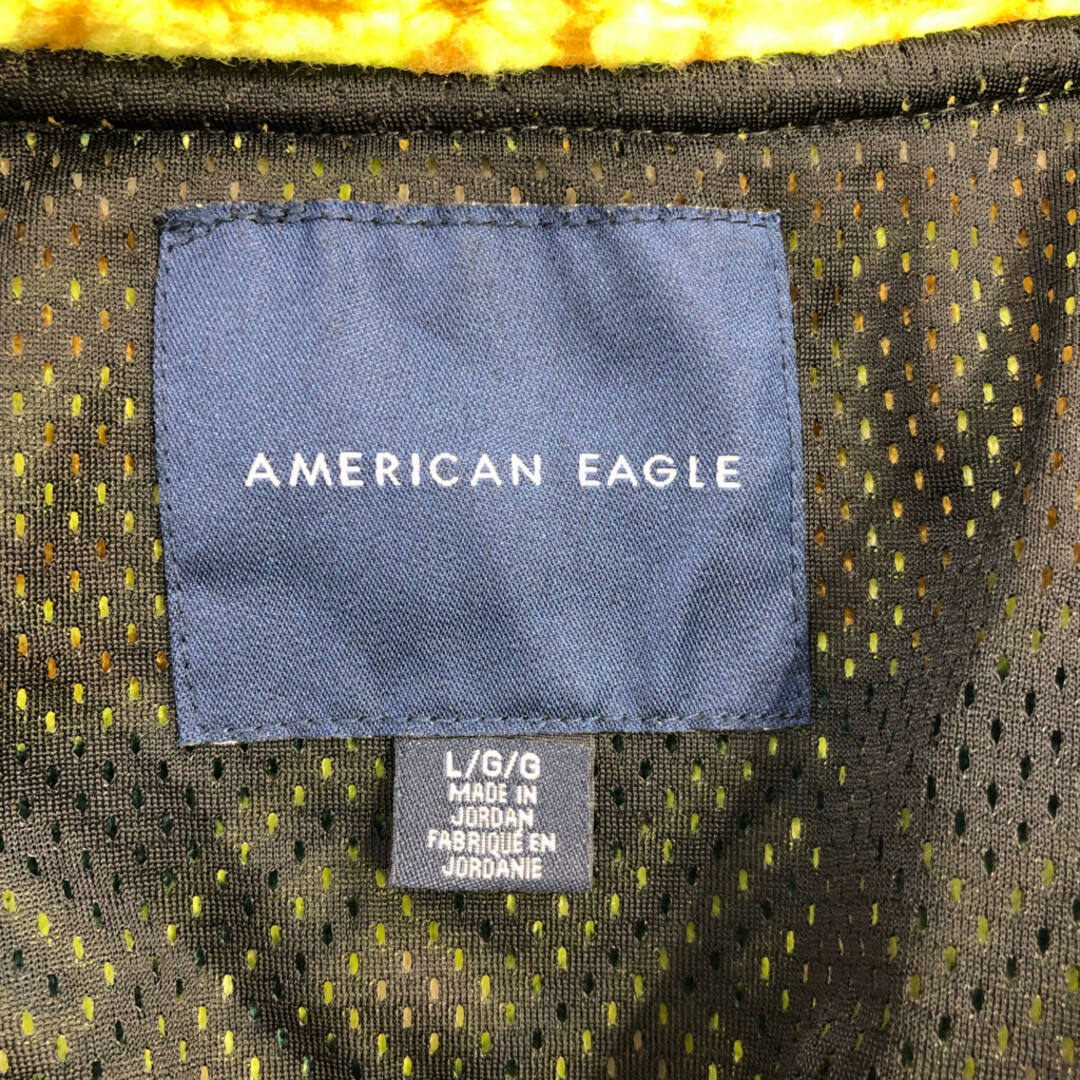 AMERICAN EAGLE
L/G/G
MADE IN
JORDAN
FABRIQUÉ EN
JORDANIE